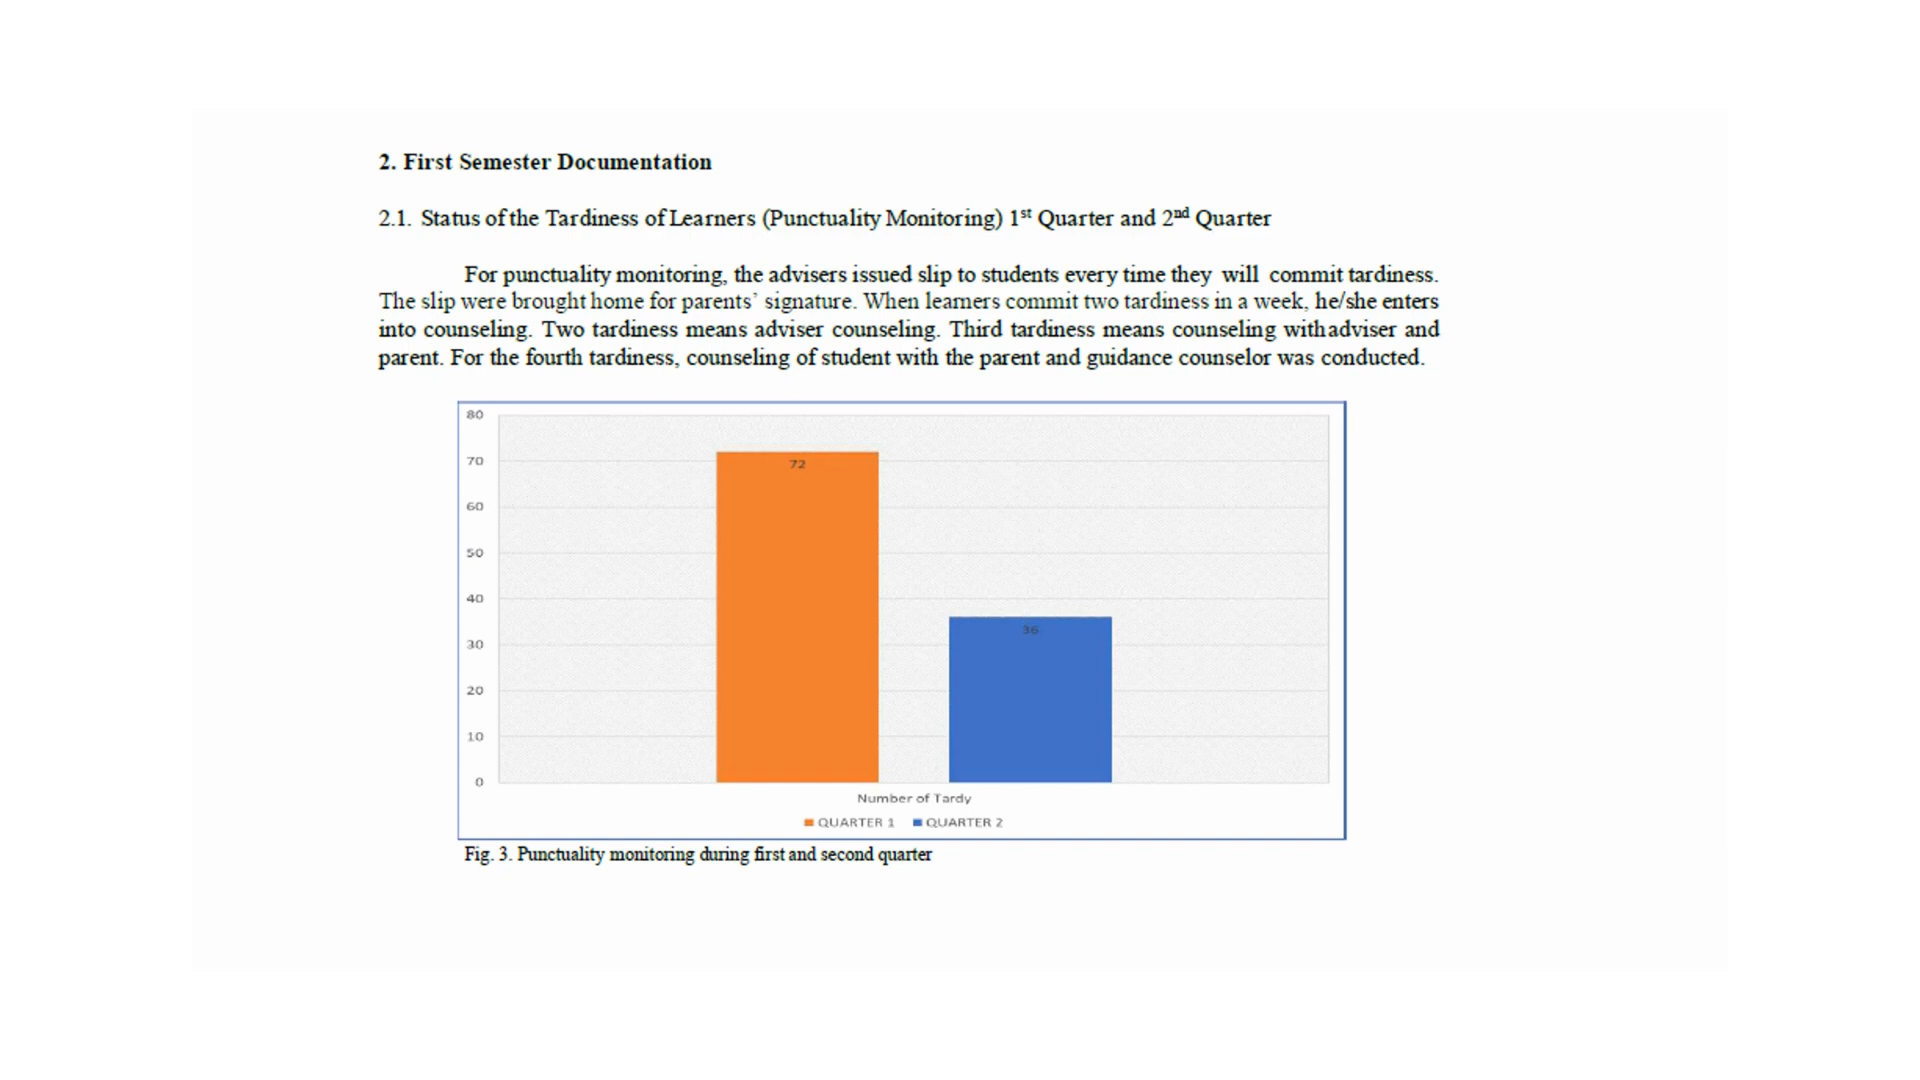 2. First Semester Documentation
2.1. Status of the Tardiness of Learners (Punctuality Monitoring) 1st Quarter and 2nd Quarter
For punctuality monitoring, the advisers issued slip to students every time they will commit tardiness.
The slip were brought home for parents' signature. When learners commit two tardiness in a week, he/she enters
into counseling. Two tardiness means adviser counseling. Third tardiness means counseling with adviser and
parent. For the fourth tardiness, counseling of student with the parent and guidance counselor was conducted.
80
70
60
50
40
30
20
10
0
72
36
Number of Tardy
QUARTER 1 QUARTER 2
Fig. 3. Punctuality monitoring during first and second quarter